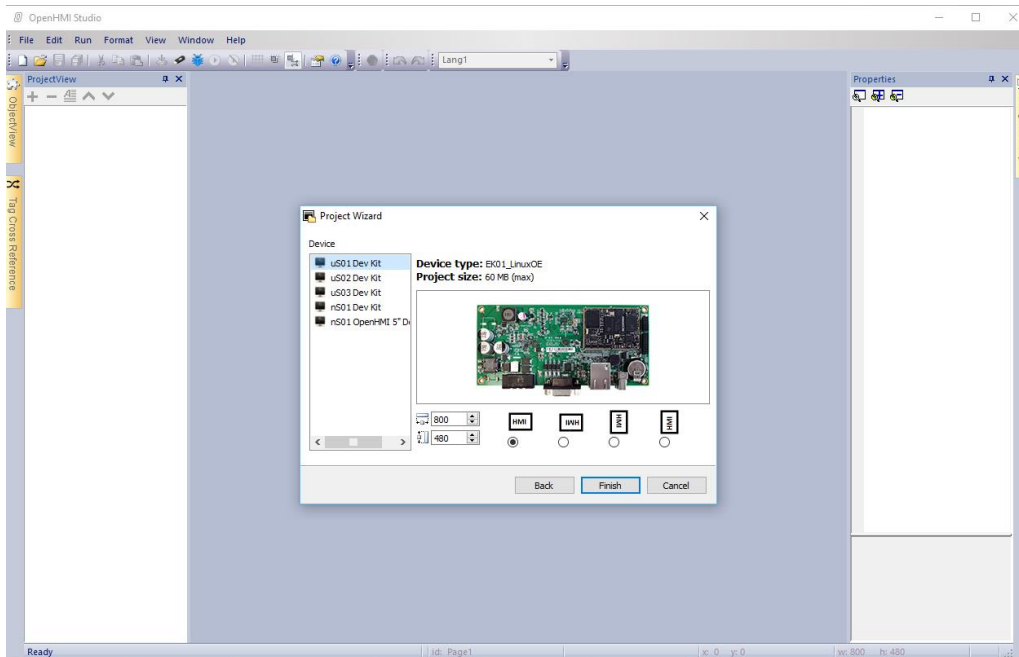 OpenHMI Studio
File Edit Run Format View Window Help
Lang1
ProjectView
Properties
ObjectView
Tag Cross Reference
Project Wizard
Device
uS01 Dev Kit
uS02 Dev Kit
uS03 Dev Kit
nS01 Dev Kit
nS01 OpenHMI 5" De
Device type: EK01_LinuxOE
Project size: 60 MB (max)
800
480
HMI HMI HMI HMI
Back Finish Cancel
Ready id: Page1 x: 0 y: 0 w: 800 h: 480